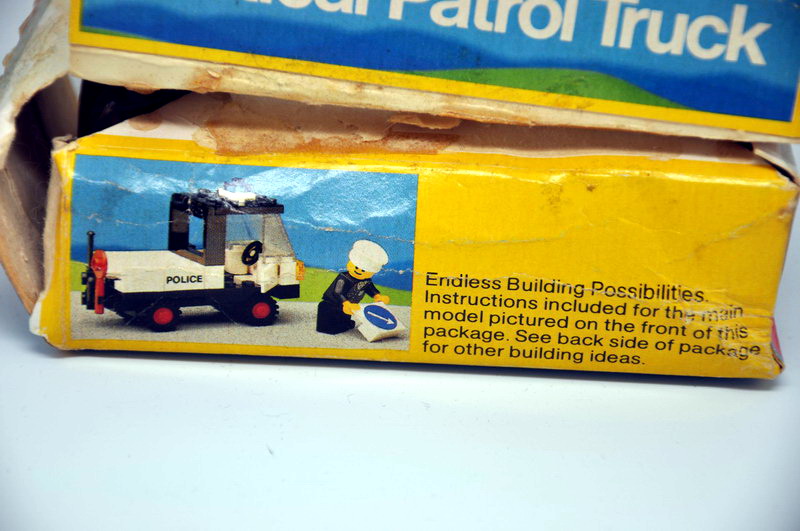 Patrol Truck
POLICE
Endless Building Possibilities.
Instructions included for the main
model pictured on the front of this
package. See back side of package
for other building ideas.